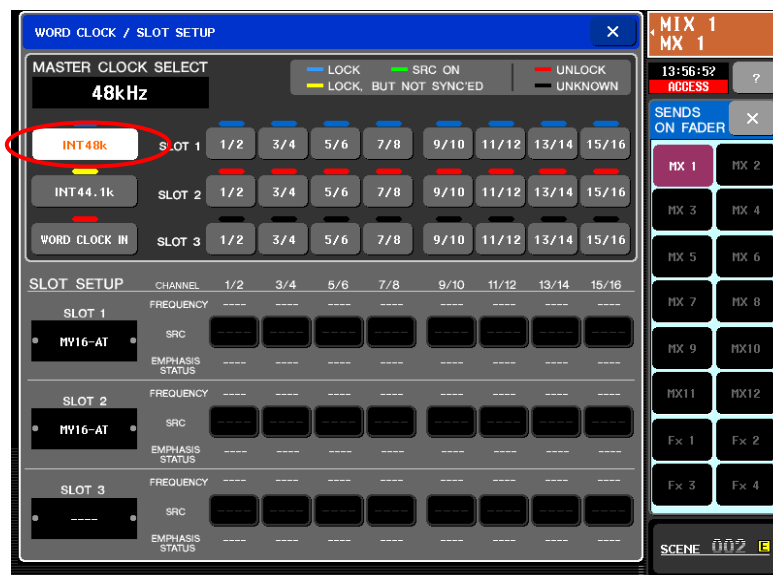 WORD CLOCK / SLOT SETUP
MASTER CLOCK SELECT
48kHz
LOCK SRC ON UNLOCK
LOCK, BUT NOT SYNC'ED UNKNOWN
INT48k SLOT 1 1/2 3/4 5/6 7/8 9/10 11/12 13/14 15/16
INT44.1k SLOT 2 1/2 3/4 5/6 7/8 9/10 11/12 13/14 15/16
WORD CLOCK IN SLOT 3 1/2 3/4 5/6 7/8 9/10 11/12 13/14 15/16
SLOT SETUP CHANNEL 1/2 3/4 5/6 7/8 9/10 11/12 13/14 15/16
SLOT 1
MY16-AT
FREQUENCY ---- ---- ---- ---- ---- ---- ---- ----
SRC ---- ---- ---- ---- ---- ---- ---- ----
EMPHASIS
STATUS ---- ---- ---- ---- ---- ---- ---- ----
SLOT 2
MY16-AT
FREQUENCY ---- ---- ---- ---- ---- ---- ---- ----
SRC ---- ---- ---- ---- ---- ---- ---- ----
EMPHASIS
STATUS ---- ---- ---- ---- ---- ---- ---- ----
SLOT 3
----
FREQUENCY ---- ---- ---- ---- ---- ---- ---- ----
SRC ---- ---- ---- ---- ---- ---- ---- ----
EMPHASIS
STATUS ---- ---- ---- ---- ---- ---- ---- ----
MIX 1
MX 1
?
ACCESS
SENDS
ON FADER
MX 1 MX 2
MX 3 MX 4
MX 5 MX 6
MX 7 MX 8
MX 9 MX10
MX11 MX12
Fx 1 Fx 2
Fx 3 Fx 4
SCENE 002 E